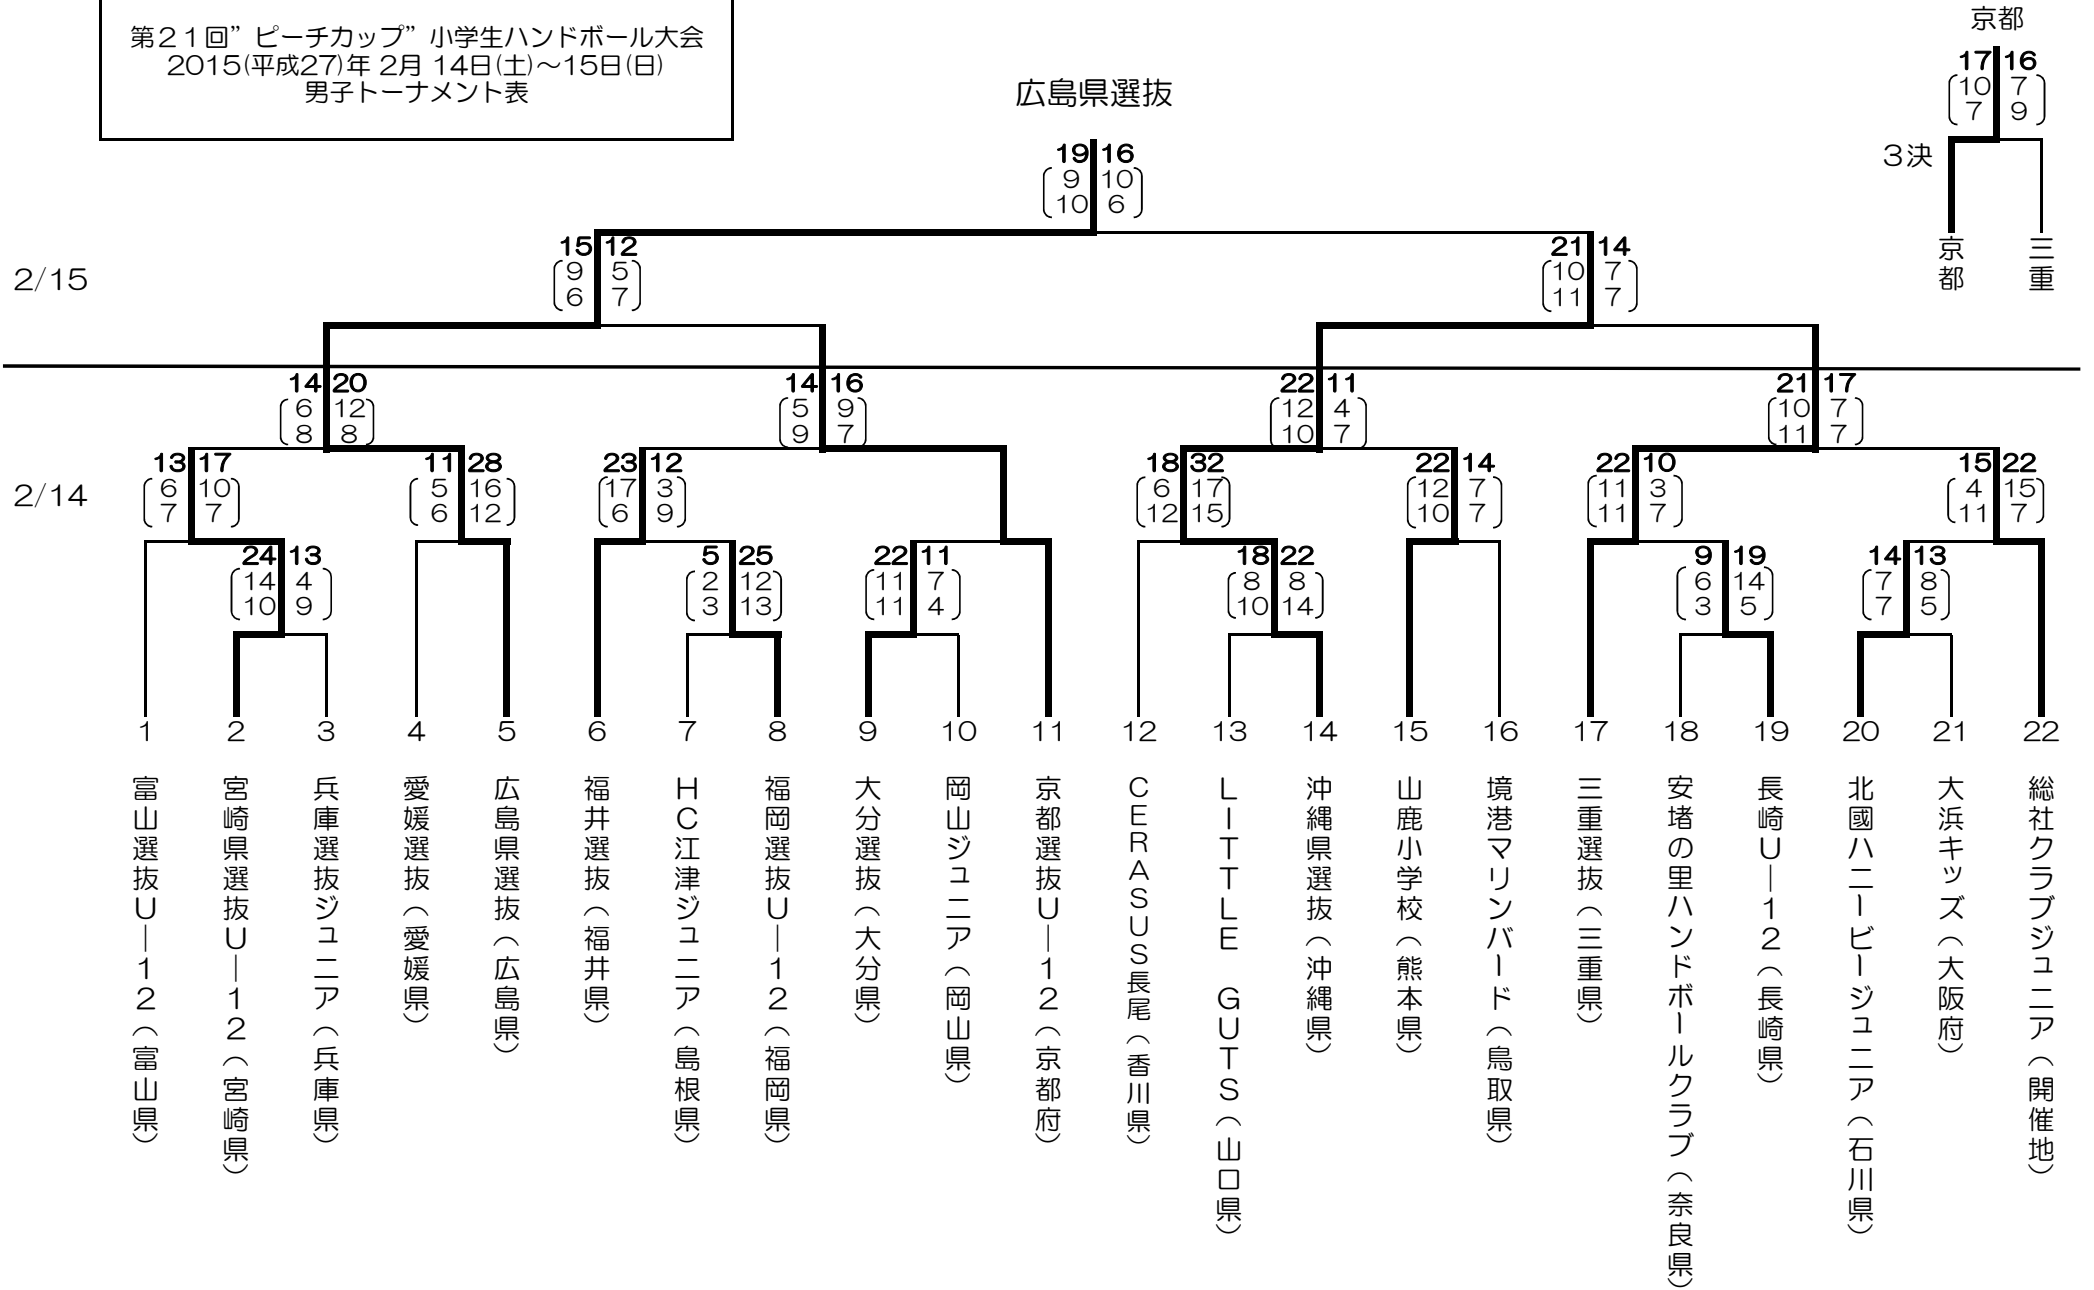 第２１回”ピーチカップ”小学生ハンドボール大会
2015(平成27)年 2月 14日(土)～15日(日)
男子トーナメント表
京都
17 16
10 7
7 9
3決
京都
三重
広島県選抜
19 16
9 10
10 6
2/15
15 12
9 5
6 7
21 14
10 7
11 7
14 20
6 12
8 8
14 16
5 9
9 7
22 11
12 4
10 7
21 17
10 7
11 7
2/14
13 17
6 10
7 7
11 28
5 16
6 12
23 12
17 3
6 9
18 32
6 17
12 15
22 14
12 7
10 7
22 10
11 3
11 7
15 22
4 15
11 7
24 13
14 4
10 9
5 25
2 12
3 13
22 11
11 7
11 4
18 22
8 8
10 14
9 19
6 14
3 5
14 13
7 8
7 5
1 2 3 4 5 6 7 8 9 10 11 12 13 14 15 16 17 18 19 20 21 22
富山選抜U－12（富山県）
宮崎県選抜U－12（宮崎県）
兵庫選抜ジュニア（兵庫県）
愛媛選抜（愛媛県）
広島県選抜（広島県）
福井選抜（福井県）
HC江津ジュニア（島根県）
福岡選抜U－12（福岡県）
大分選抜（大分県）
岡山ジュニア（岡山県）
京都選抜U－12（京都府）
CERASUS長尾（香川県）
LITTLE GUTS（山口県）
沖縄県選抜（沖縄県）
山鹿小学校（熊本県）
境港マリンバード（鳥取県）
三重選抜（三重県）
安堵の里ハンドボールクラブ（奈良県）
長崎U－12（長崎県）
北國ハニービージュニア（石川県）
大浜キッズ（大阪府）
総社クラブジュニア（開催地）